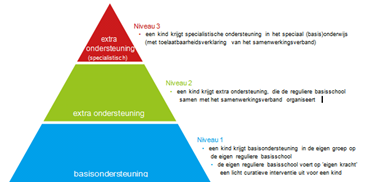 Niveau 3
extra
ondersteuning
(specialistisch)
• een kind krijgt specialistische ondersteuning in het speciaal (basis)onderwijs
(met toelaatbaarheidsverklaring van het samenwerkingsverband)
Niveau 2
• een kind krijgt extra ondersteuning, die de reguliere basisschool
samen met het samenwerkingsverband organiseert
extra ondersteuning
Niveau 1
• een kind krijgt basisondersteuning in de eigen groep op
de eigen reguliere basisschool
• de eigen reguliere basisschool voert op 'eigen kracht'
een licht curatieve interventie uit voor een kind
basisondersteuning